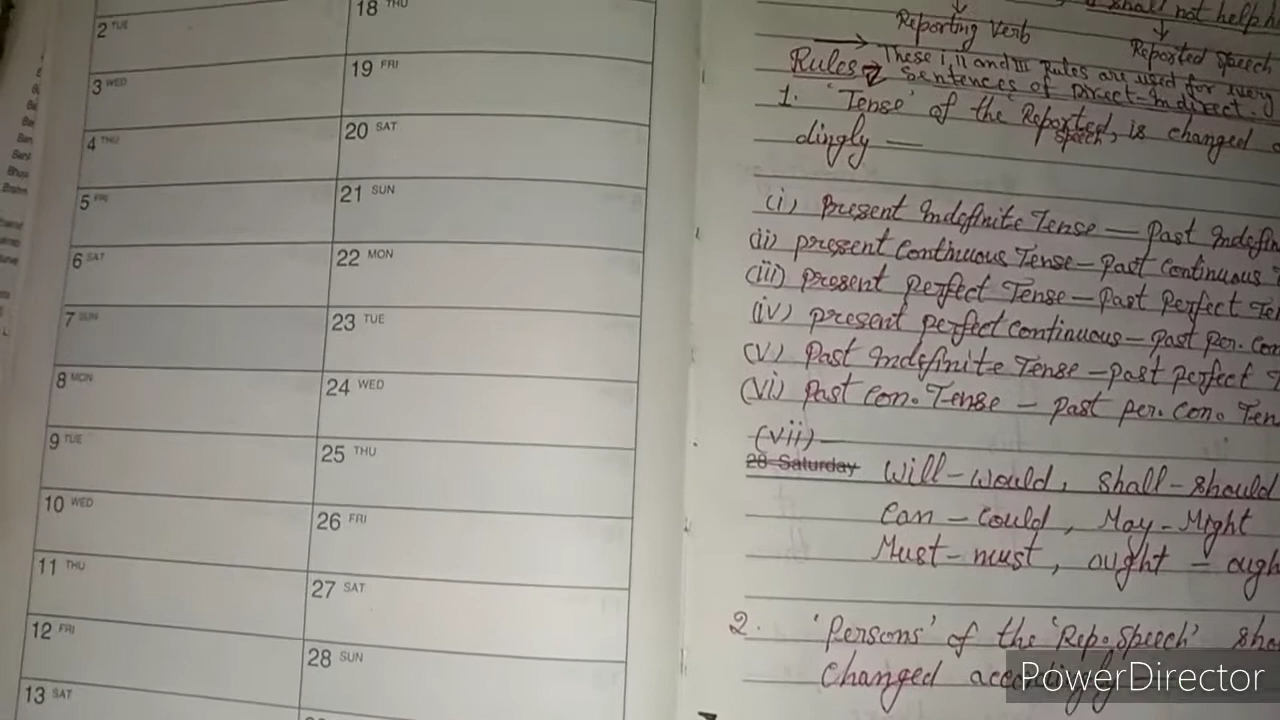 2 TUE
3 WED
4 THU
5 FRI
6 SAT
7 SUN
8 MON
9 TUE
10 WED
11 THU
12 FRI
13 SAT
18 THU
19 FRI
20 SAT
21 SUN
22 MON
23 TUE
24 WED
25 THU
26 FRI
27 SAT
28 SUN
shall not help
Reporting Verb
Reported Speech
Rules These I, II and III Rules are used for every
Sentences of Direct-Indirect.
1. 'Tense' of the Reported speech, is changed
dingly —
(i) Present Indefinite Tense — Past
(ii) present continuous Tense - past continuous
(iii) present perfect Tense - past perfect
(iv) present perfect continuous - past per.
(v) Past Indefinite Tense - past perfect
(vi) past con. Tense - past per. con.
(vii) —
28 Saturday will - would, shall - should
can - could, May - Might
Must - must, ought -
2. 'Persons' of the 'Rep. Speech'
changed accordingly
PowerDirector